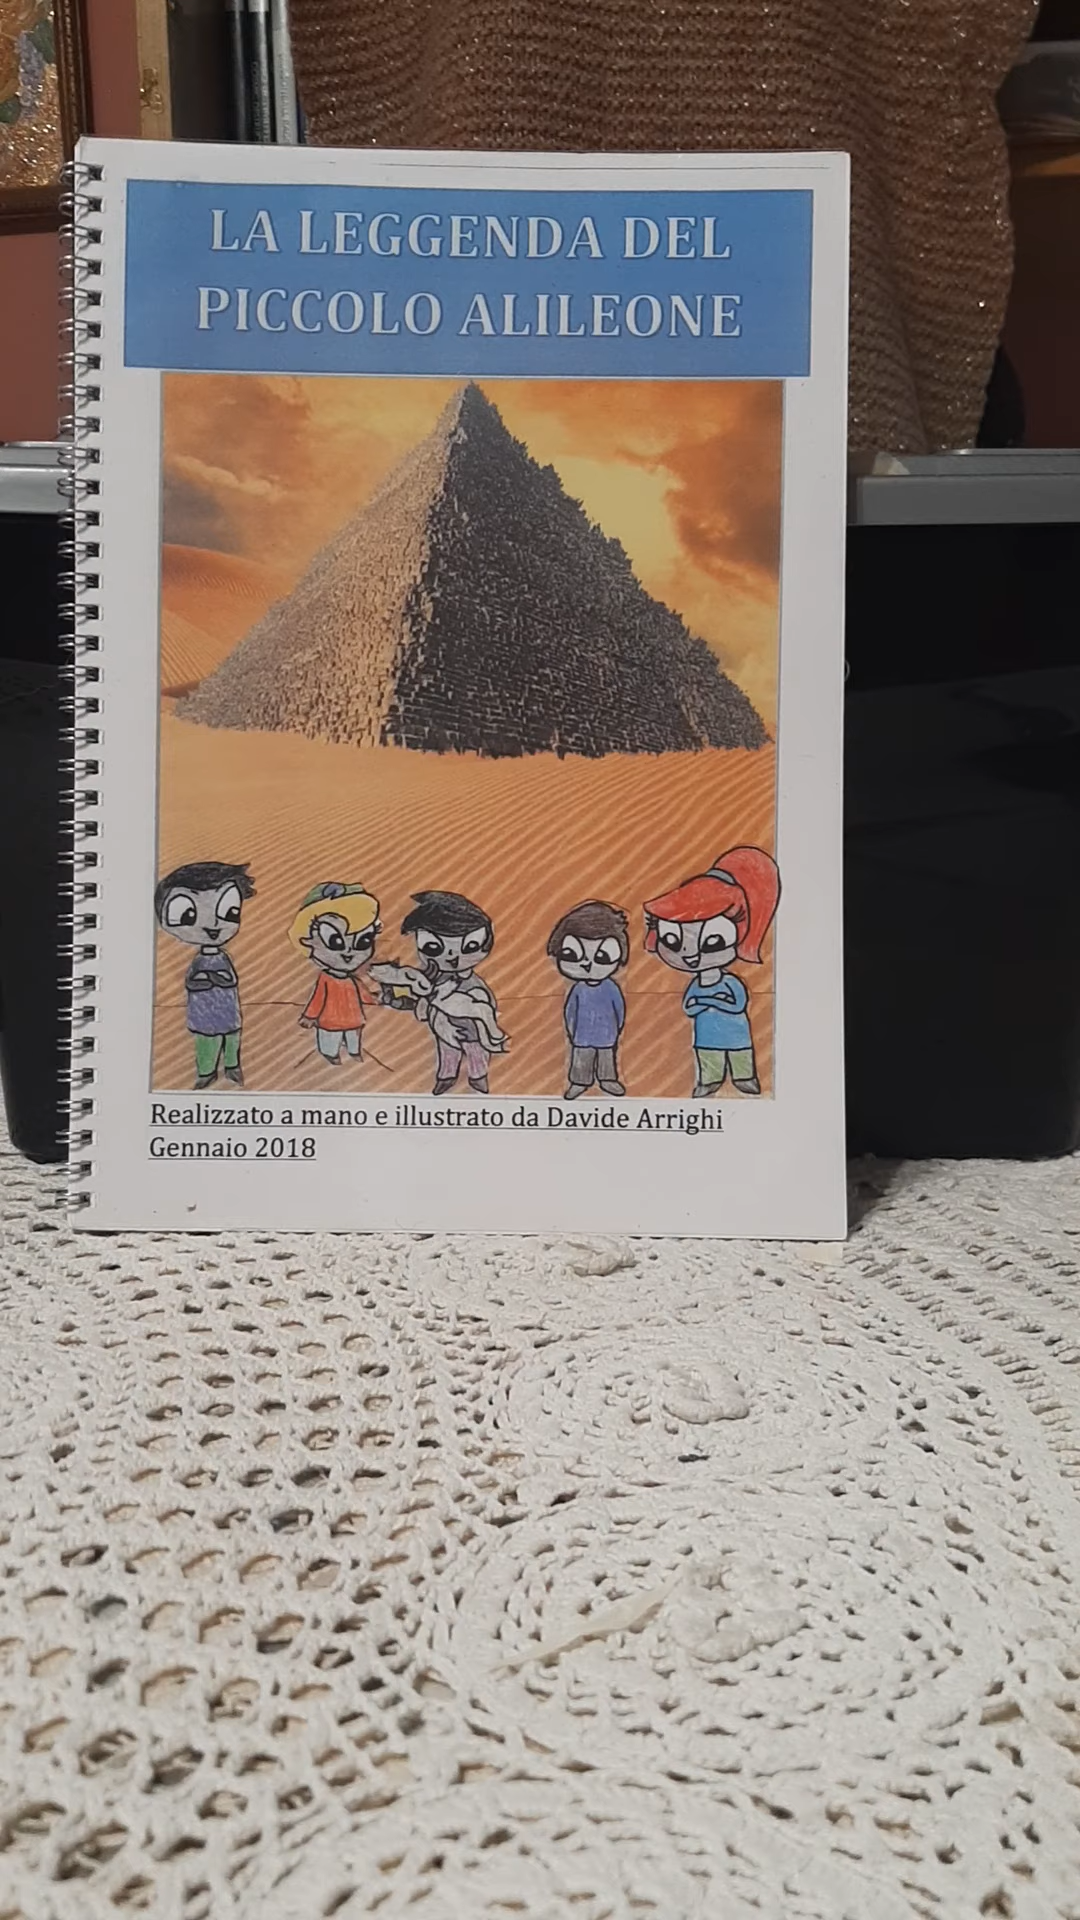 LA LEGGENDA DEL
PICCOLO ALILEONE
Realizzato a mano e illustrato da Davide Arrighi
Gennaio 2018